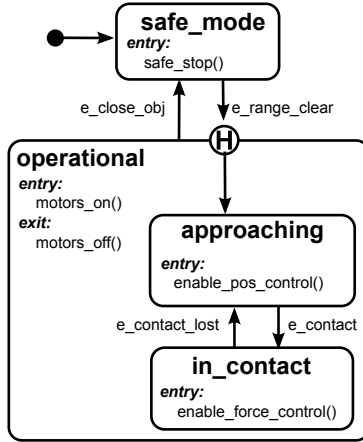 safe_mode
entry:
safe_stop()
e_close_obj
e_range_clear
H
operational
entry:
motors_on()
exit:
motors_off()
approaching
entry:
enable_pos_control()
e_contact_lost
e_contact
in_contact
entry:
enable_force_control()